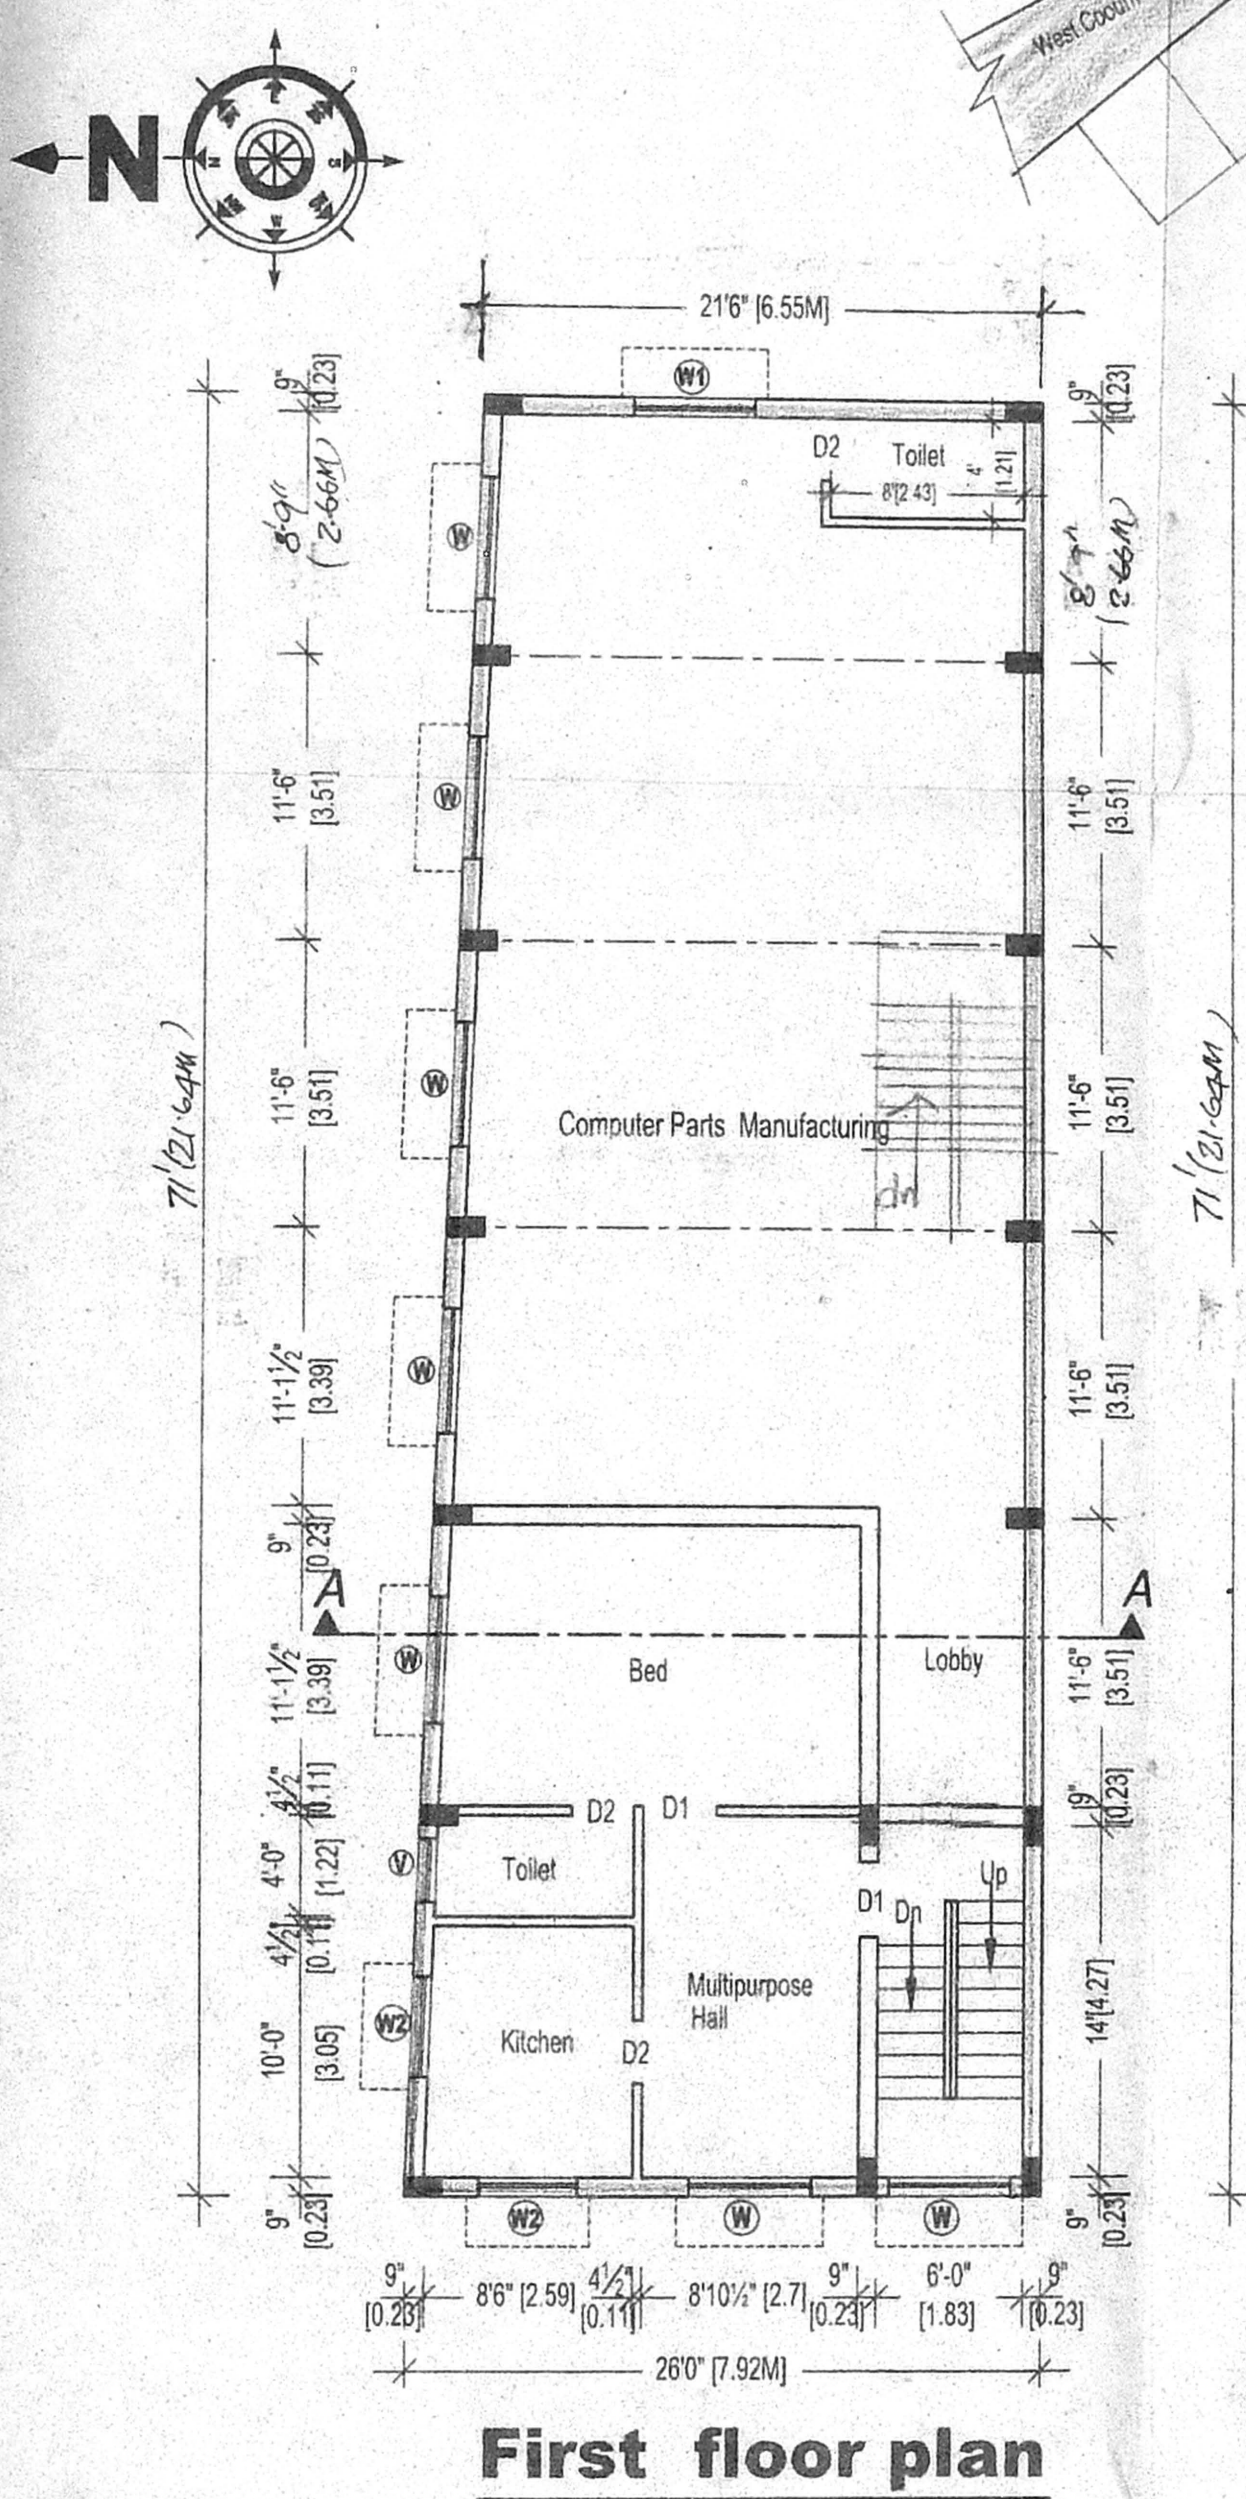 West Cooum
N
E
N
S
W
21'6" [6.55M]
W1
9"
[0.23]
9"
[0.23]
D2
Toilet
4'
[1.21]
8'[2.43]
8'-9"
(2.66M)
8'-9"
(2.66M)
W
11'-6"
[3.51]
W
11'-6"
[3.51]
71'(21.64M)
11'-6"
[3.51]
W
Computer Parts Manufacturing
Dn
11'-6"
[3.51]
71'(21.64M)
11'-1½"
[3.39]
W
11'-6"
[3.51]
9"
[0.23]
A
A
11'-1½"
[3.39]
W
Bed
Lobby
11'-6"
[3.51]
4½"
[0.11]
D2
D1
9"
[0.23]
4'-0"
[1.22]
V
Toilet
D1
Dn
Up
4½"
[0.11]
10'-0"
[3.05]
W2
Kitchen
D2
Multipurpose
Hall
14'[4.27]
9"
[0.23]
W2
W
W
9"
[0.23]
9"
[0.23]
8'6" [2.59]
4½"
[0.11]
8'10½" [2.7]
9"
[0.23]
6'-0"
[1.83]
9"
[0.23]
26'0" [7.92M]
First floor plan